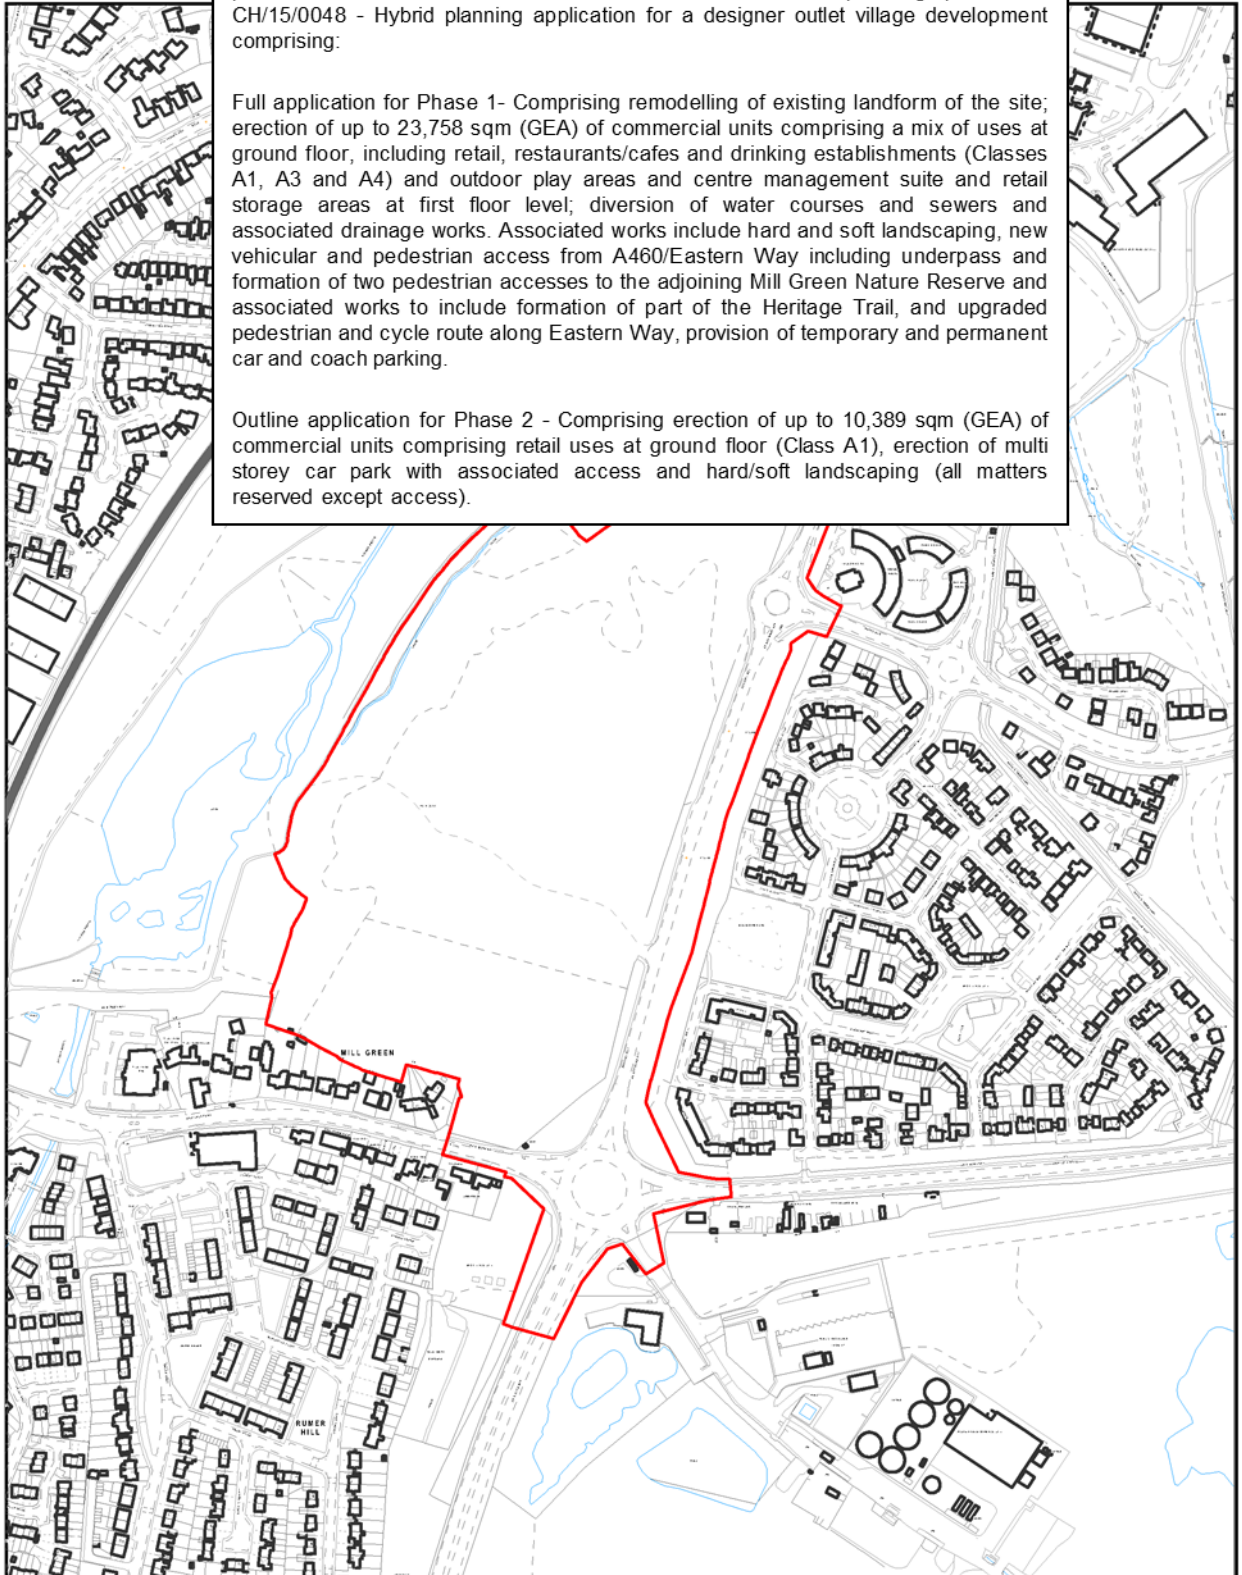 CH/15/0048 - Hybrid planning application for a designer outlet village development
comprising:
Full application for Phase 1- Comprising remodelling of existing landform of the site;
erection of up to 23,758 sqm (GEA) of commercial units comprising a mix of uses at
ground floor, including retail, restaurants/cafes and drinking establishments (Classes
A1, A3 and A4) and outdoor play areas and centre management suite and retail
storage areas at first floor level; diversion of water courses and sewers and
associated drainage works. Associated works include hard and soft landscaping, new
vehicular and pedestrian access from A460/Eastern Way including underpass and
formation of two pedestrian accesses to the adjoining Mill Green Nature Reserve and
associated works to include formation of part of the Heritage Trail, and upgraded
pedestrian and cycle route along Eastern Way, provision of temporary and permanent
car and coach parking.
Outline application for Phase 2 - Comprising erection of up to 10,389 sqm (GEA) of
commercial units comprising retail uses at ground floor (Class A1), erection of multi
storey car park with associated access and hard/soft landscaping (all matters
reserved except access).
MILL GREEN
RUMER
HILL